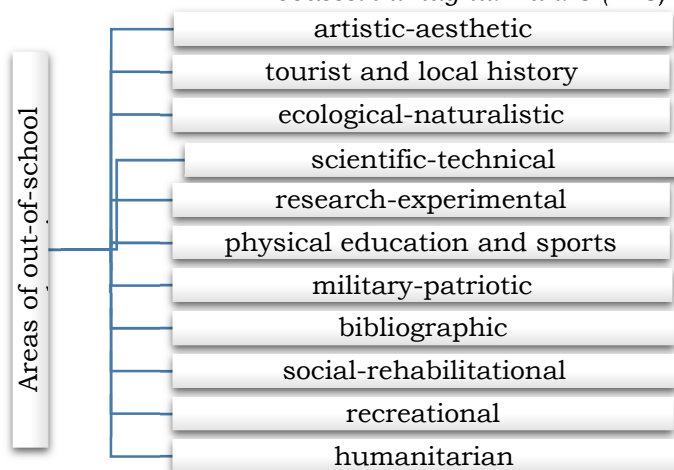 artistic-aesthetic
tourist and local history
ecological-naturalistic
scientific-technical
research-experimental
physical education and sports
military-patriotic
bibliographic
social-rehabilitational
recreational
humanitarian
Areas of out-of-school